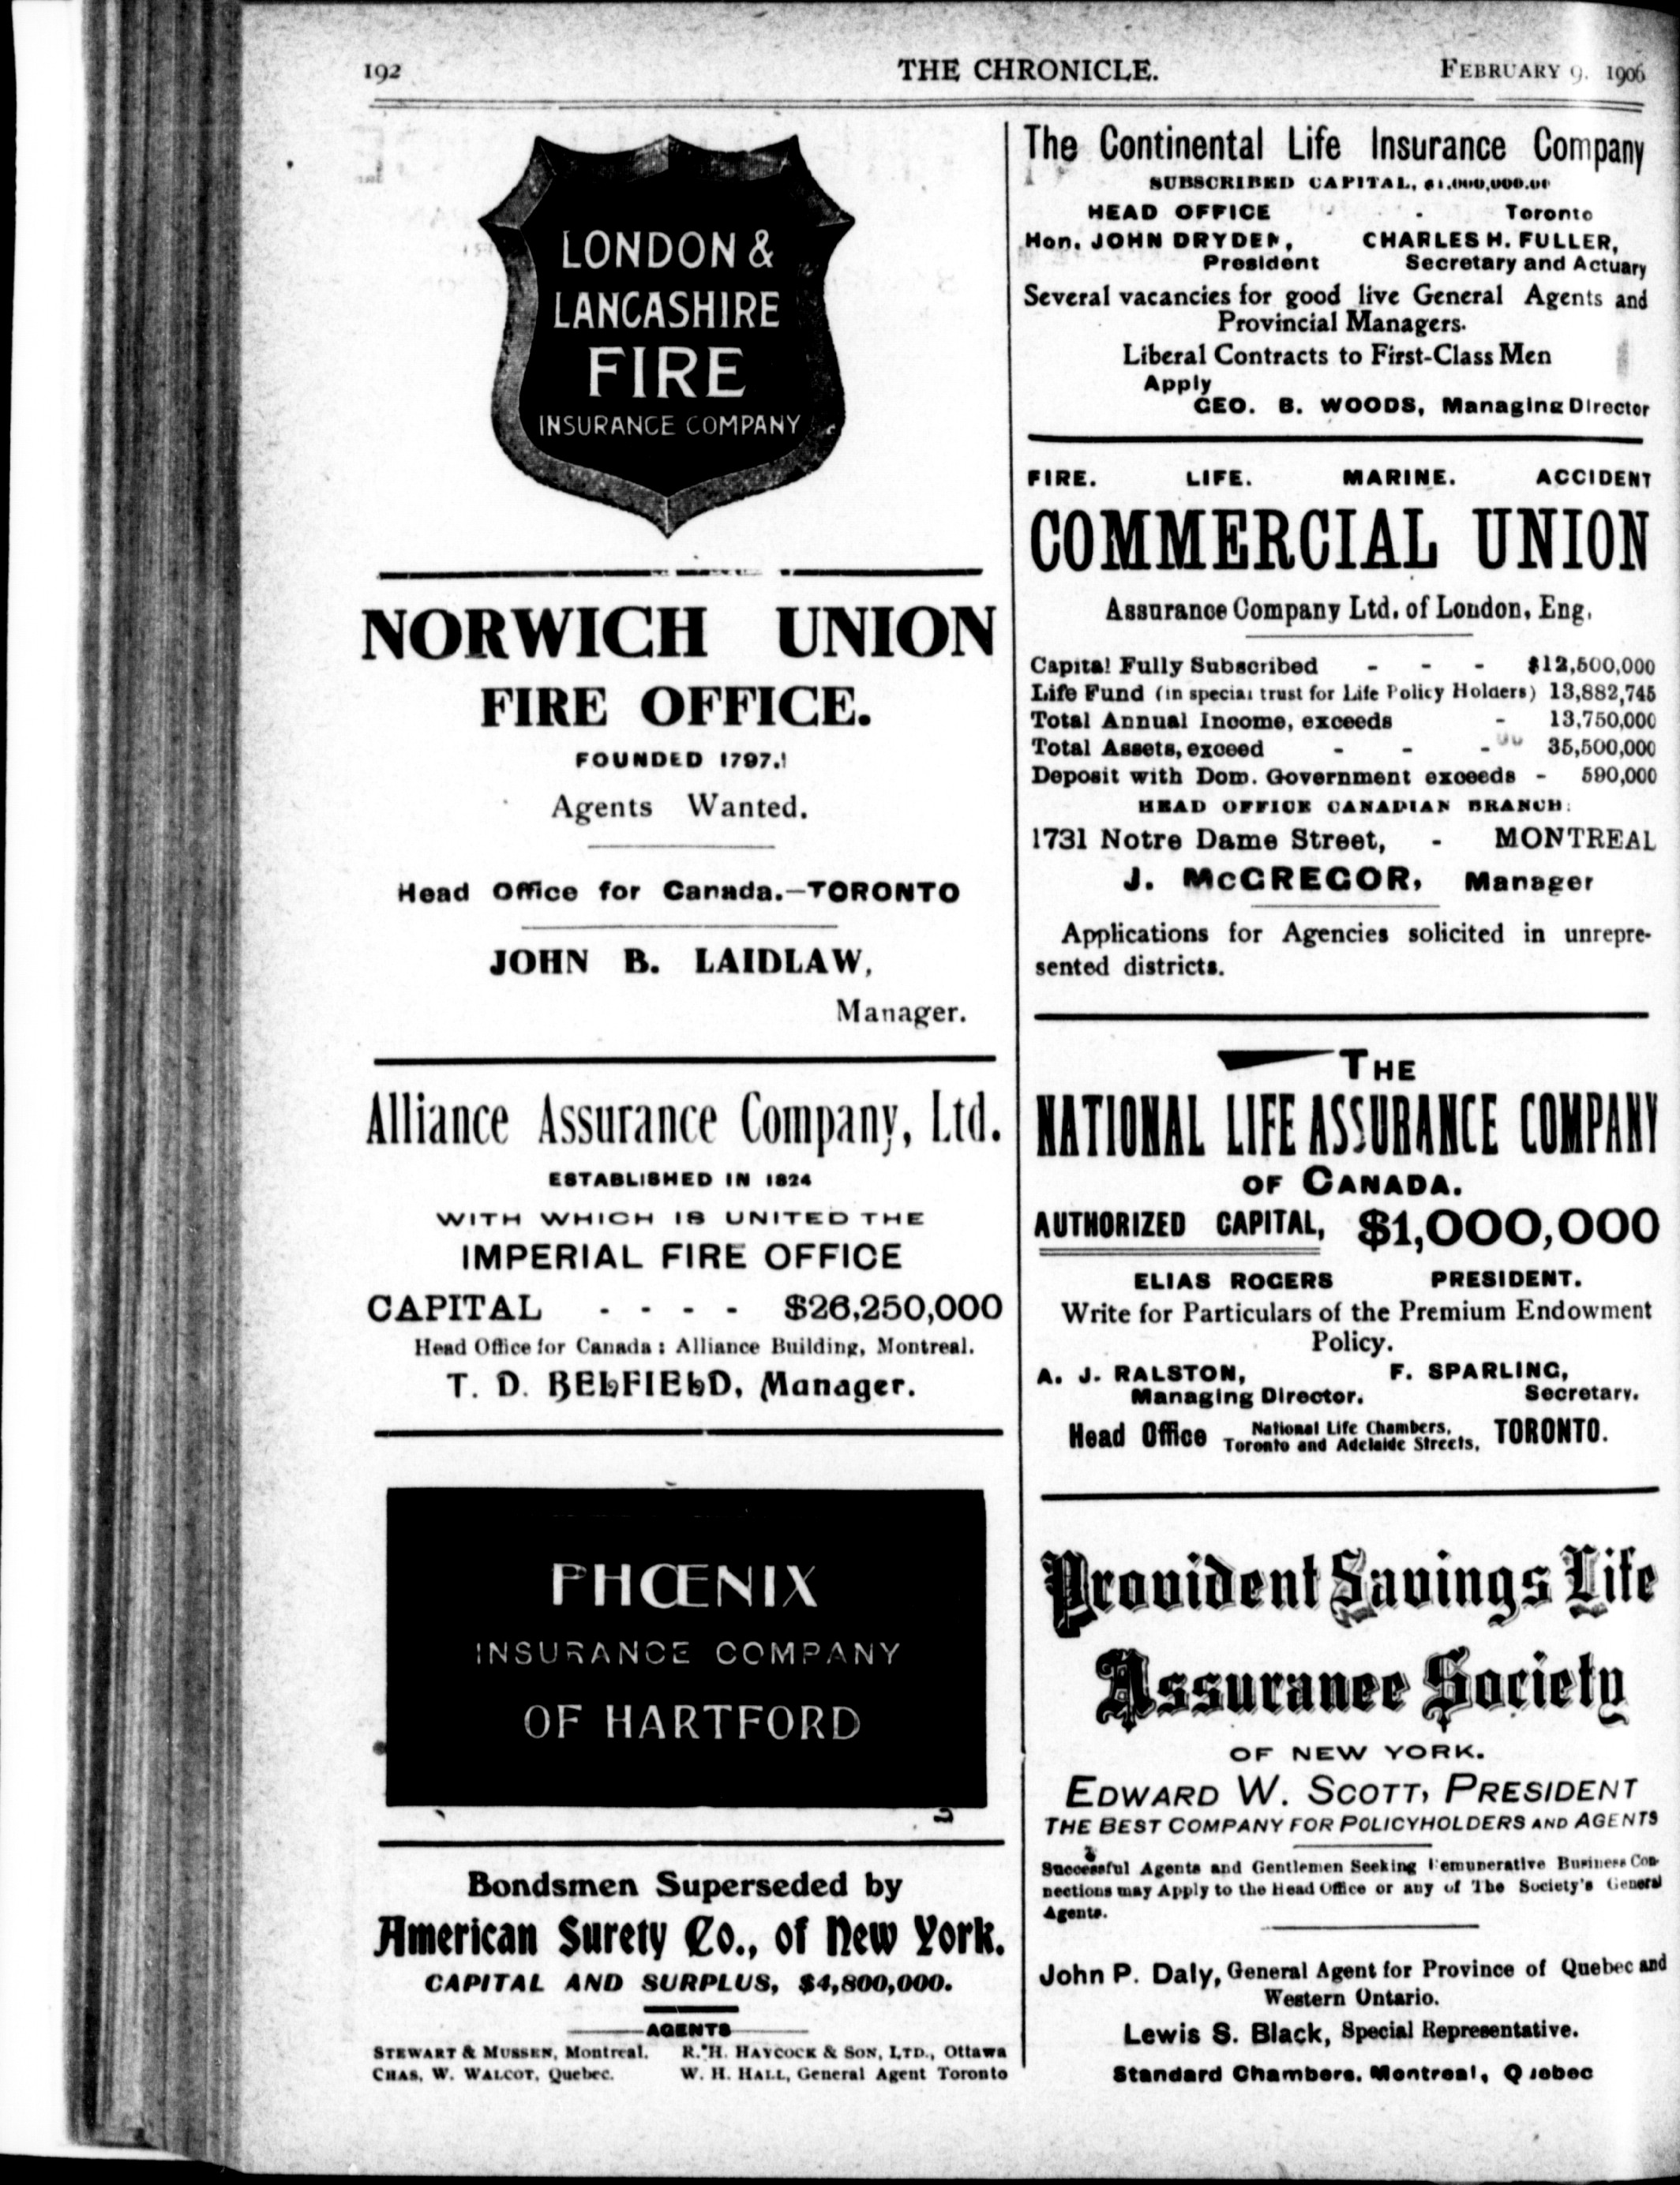 192
THE CHRONICLE.
FEBRUARY 9. 1906
LONDON &
LANCASHIRE
FIRE
INSURANCE COMPANY
NORWICH UNION
FIRE OFFICE.
FOUNDED 1797.
Agents Wanted.
Head Office for Canada.—TORONTO
JOHN B. LAIDLAW,
Manager.
Alliance Assurance Company, Ltd.
ESTABLISHED IN 1824
WITH WHICH IS UNITED THE
IMPERIAL FIRE OFFICE
CAPITAL - - - - $26,250,000
Head Office for Canada: Alliance Building, Montreal.
T. D. BELFIELD, Manager.
PHŒNIX
INSURANCE COMPANY
OF HARTFORD
Bondsmen Superseded by
American Surety Co., of New York.
CAPITAL AND SURPLUS, $4,800,000.
AGENTS
STEWART & MUSSEN, Montreal. R. H. HAYCOCK & SON, LTD., Ottawa
CHAS. W. WALCOT, Quebec. W. H. HALL, General Agent Toronto
The Continental Life Insurance Company
SUBSCRIBED CAPITAL, $1,000,000.00
HEAD OFFICE - - Toronto
Hon. JOHN DRYDEN, CHARLES H. FULLER,
President Secretary and Actuary
Several vacancies for good live General Agents and
Provincial Managers.
Liberal Contracts to First-Class Men
Apply
GEO. B. WOODS, Managing Director
FIRE. LIFE. MARINE. ACCIDENT
COMMERCIAL UNION
Assurance Company Ltd. of London, Eng.
Capital Fully Subscribed - - - $12,500,000
Life Fund (in special trust for Life Policy Holders) 13,882,745
Total Annual Income, exceeds - 13,750,000
Total Assets, exceed - - - 35,500,000
Deposit with Dom. Government exceeds - 590,000
HEAD OFFICE CANADIAN BRANCH:
1731 Notre Dame Street, - MONTREAL
J. McGREGOR, Manager
Applications for Agencies solicited in unrepre-
sented districts.
THE
NATIONAL LIFE ASSURANCE COMPANY
OF CANADA.
AUTHORIZED CAPITAL, $1,000,000
ELIAS ROGERS PRESIDENT.
Write for Particulars of the Premium Endowment
Policy.
A. J. RALSTON, F. SPARLING,
Managing Director. Secretary.
Head Office National Life Chambers, TORONTO.
Toronto and Adelaide Streets,
Provident Savings Life
Assurance Society
OF NEW YORK.
EDWARD W. SCOTT, PRESIDENT
THE BEST COMPANY FOR POLICYHOLDERS AND AGENTS
Successful Agents and Gentlemen Seeking Remunerative Business Con-
nections may Apply to the Head Office or any of The Society's General
Agents.
John P. Daly, General Agent for Province of Quebec and
Western Ontario.
Lewis S. Black, Special Representative.
Standard Chambers, Montreal, Quebec